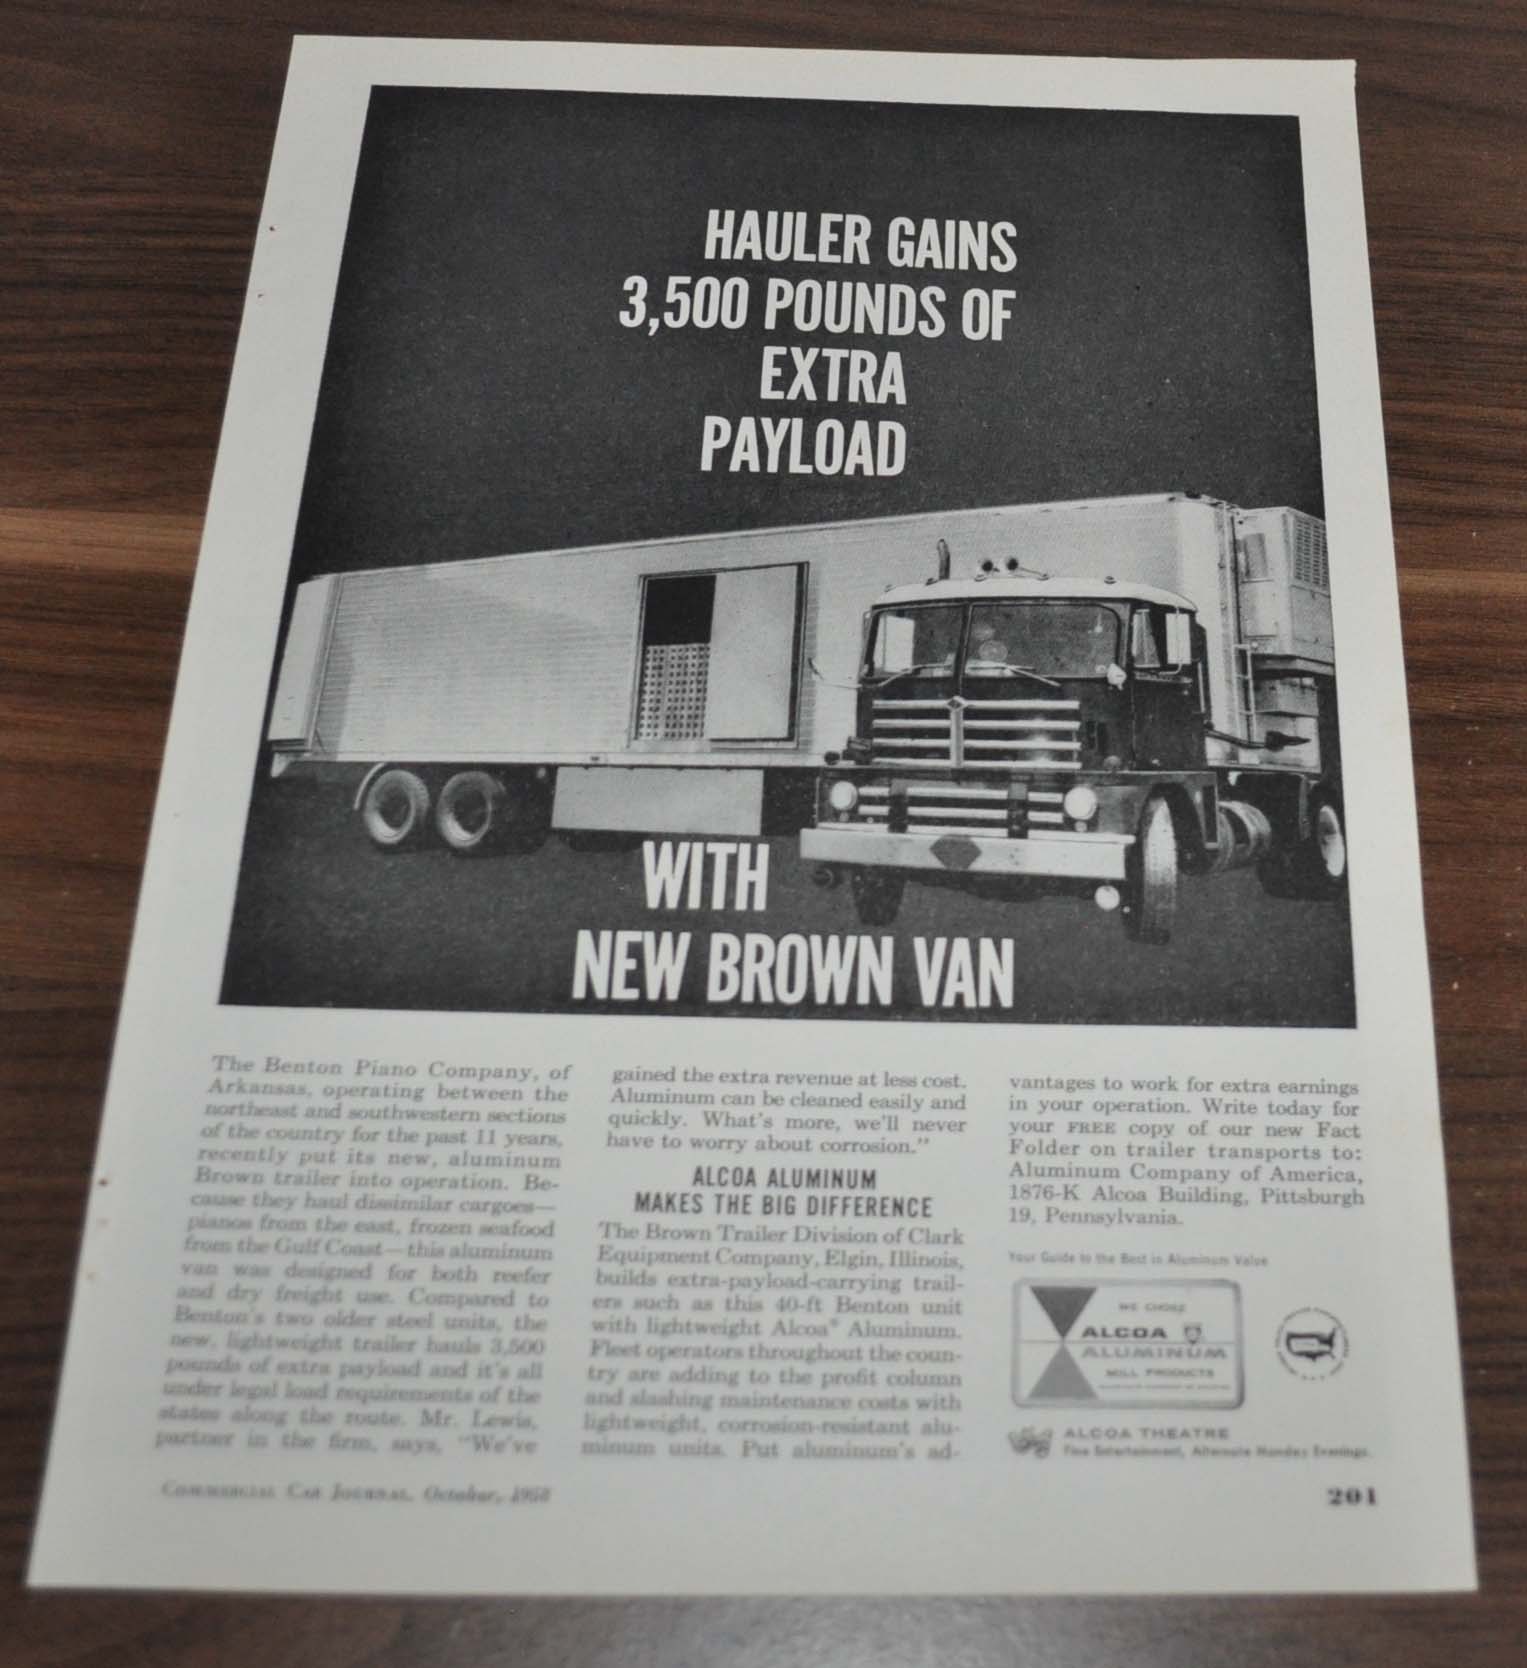 HAULER GAINS
3,500 POUNDS OF
EXTRA
PAYLOAD
WITH
NEW BROWN VAN
The Benton Piano Company, of
Arkansas, operating between the
northeast and southwestern sections
of the country for the past 11 years,
recently put its new, aluminum
Brown trailer into operation. Be-
cause they haul dissimilar cargoes—
pianos from the east, frozen seafood
from the Gulf Coast—this aluminum
van was designed for both reefer
and dry freight use. Compared to
Benton's two older steel units, the
new, lightweight trailer hauls 3,500
pounds of extra payload and it's all
under legal load requirements of the
states along the route. Mr. Lewis,
partner in the firm, says, "We've
gained the extra revenue at less cost.
Aluminum can be cleaned easily and
quickly. What's more, we'll never
have to worry about corrosion."
ALCOA ALUMINUM
MAKES THE BIG DIFFERENCE
The Brown Trailer Division of Clark
Equipment Company, Elgin, Illinois,
builds extra-payload-carrying trail-
ers such as this 40-ft Benton unit
with lightweight Alcoa® Aluminum.
Fleet operators throughout the coun-
try are adding to the profit column
and slashing maintenance costs with
lightweight, corrosion-resistant alu-
minum units. Put aluminum's ad-
vantages to work for extra earnings
in your operation. Write today for
your FREE copy of our new Fact
Folder on trailer transports to:
Aluminum Company of America,
1876-K Alcoa Building, Pittsburgh
19, Pennsylvania.
Your Guide to the Best in Aluminum Value
WE CHOSE
ALCOA
ALUMINUM
MILL PRODUCTS
ALCOA THEATRE
Fine Entertainment, Alternate Monday Evenings
COMMERCIAL CAR JOURNAL, October, 1958
201